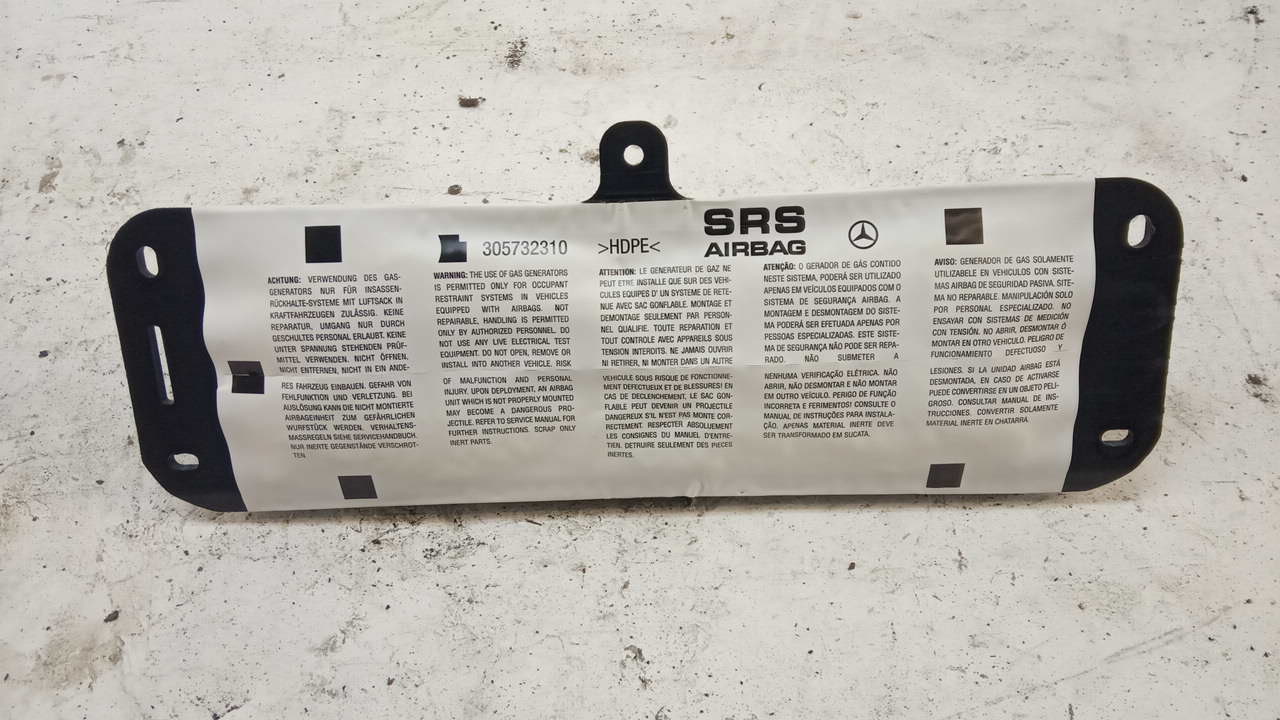 305732310 >HDPE<
SRS
AIRBAG
ACHTUNG: VERWENDUNG DES GAS-
GENERATORS NUR FÜR INSASSEN-
RÜCKHALTE-SYSTEME MIT LUFTSACK IN
KRAFTFAHRZEUGEN ZULÄSSIG. KEINE
REPARATUR, UMGANG NUR DURCH
GESCHULTES PERSONAL ERLAUBT. KEINE
UNTER SPANNUNG STEHENDEN PRÜF-
MITTEL VERWENDEN. NICHT ÖFFNEN.
NICHT ENTFERNEN, NICHT IN EIN ANDE-
RES FAHRZEUG EINBAUEN. GEFAHR VON
FEHLFUNKTION UND VERLETZUNG. BEI
AUSLÖSUNG KANN DIE NICHT MONTIERTE
AIRBAGEINHEIT ZUM GEFÄHRLICHEN
WURFSTÜCK WERDEN. VERHALTENS-
MASSREGELN SIEHE SERVICEHANDBUCH.
NUR INERTE GEGENSTÄNDE VERSCHROT-
TEN.
WARNING: THE USE OF GAS GENERATORS
IS PERMITTED ONLY FOR OCCUPANT
RESTRAINT SYSTEMS IN VEHICLES
EQUIPPED WITH AIRBAGS. NOT
REPAIRABLE, HANDLING IS PERMITTED
ONLY BY AUTHORIZED PERSONNEL. DO
NOT USE ANY LIVE ELECTRICAL TEST
EQUIPMENT. DO NOT OPEN, REMOVE OR
INSTALL INTO ANOTHER VEHICLE. RISK
OF MALFUNCTION AND PERSONAL
INJURY. UPON DEPLOYMENT, AN AIRBAG
UNIT WHICH IS NOT PROPERLY MOUNTED
MAY BECOME A DANGEROUS PRO-
JECTILE. REFER TO SERVICE MANUAL FOR
FURTHER INSTRUCTIONS. SCRAP ONLY
INERT PARTS.
ATTENTION: LE GENERATEUR DE GAZ NE
PEUT ETRE INSTALLE QUE SUR DES VEHI-
CULES EQUIPES D' UN SYSTEME DE RETE-
NUE AVEC SAC GONFLABLE. MONTAGE ET
DEMONTAGE SEULEMENT PAR PERSON-
NEL QUALIFIE. TOUTE REPARATION ET
TOUT CONTROLE AVEC APPAREILS SOUS
TENSION INTERDITS. NE JAMAIS OUVRIR
NI RETIRER, NI MONTER DANS UN AUTRE
VEHICULE SOUS RISQUE DE FONCTIONNE-
MENT DEFECTUEUX ET DE BLESSURES! EN
CAS DE DECLENCHEMENT, LE SAC GON-
FLABLE PEUT DEVENIR UN PROJECTILE
DANGEREUX S'IL N'EST PAS MONTE COR-
RECTEMENT. RESPECTER ABSOLUEMENT
LES CONSIGNES DU MANUEL D'ENTRE-
TIEN. DETRUIRE SEULEMENT DES PIECES
INERTES.
ATENÇÃO: O GERADOR DE GÁS CONTIDO
NESTE SISTEMA, PODERÁ SER UTILIZADO
APENAS EM VEÍCULOS EQUIPADOS COM O
SISTEMA DE SEGURANÇA AIRBAG. A
MONTAGEM E DESMONTAGEM DO SISTE-
MA PODERÁ SER EFETUADA APENAS POR
PESSOAS ESPECIALIZADAS. ESTE SISTE-
MA DE SEGURANÇA NÃO PODE SER REPA-
RADO. NÃO SUBMETER A
NENHUMA VERIFICAÇÃO ELÉTRICA. NÃO
ABRIR, NÃO DESMONTAR E NÃO MONTAR
EM OUTRO VEÍCULO. PERIGO DE FUNÇÃO
INCORRETA E FERIMENTOS! CONSULTE O
MANUAL DE INSTRUÇÕES PARA INSTALA-
ÇÃO. APENAS MATERIAL INERTE DEVE
SER TRANSFORMADO EM SUCATA.
AVISO: GENERADOR DE GAS SOLAMENTE
UTILIZABELE EN VEHICULOS CON SISTE-
MAS AIRBAG DE SEGURIDAD PASIVA. SITE-
MA NO REPARABLE. MANIPULACIÓN SOLO
POR PERSONAL ESPECIALIZADO. NO
ENSAYAR CON SISTEMAS DE MEDICIÓN
CON TENSIÓN. NO ABRIR, DESMONTAR Ó
MONTAR EN OTRO VEHICULO. PELIGRO DE
FUNCIONAMIENTO DEFECTUOSO Y
LESIONES. SI LA UNIDAD AIRBAG ESTÁ
DESMONTADA, EN CASO DE ACTIVARSE
PUEDE CONVERTIRSE EN UN OBJETO PELI-
GROSO. CONSULTAR MANUAL DE INS-
TRUCCIONES. CONVERTIR SOLAMENTE
MATERIAL INERTE EN CHATARRA.